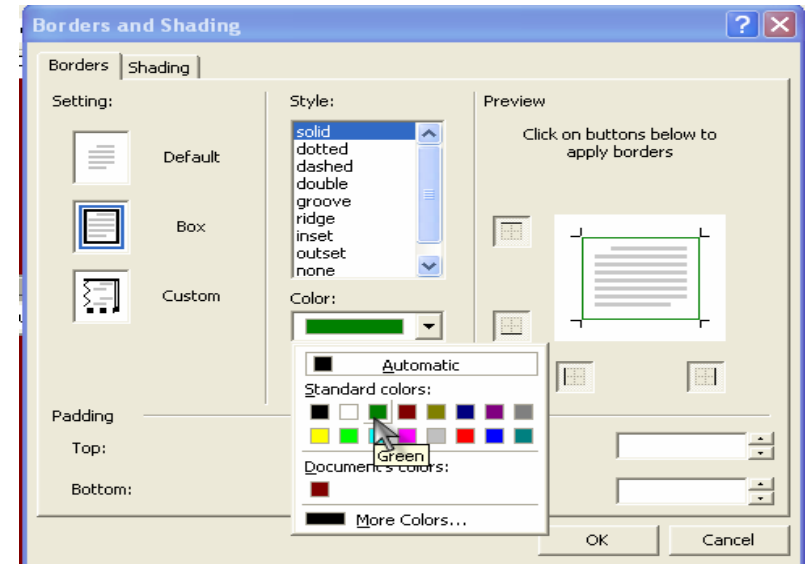 Borders and Shading
Borders Shading
Setting:
Default
Box
Custom
Style:
solid
dotted
dashed
double
groove
ridge
inset
outset
none
Color:
Automatic
Standard colors:
Green
Document's colors:
More Colors...
Preview
Click on buttons below to
apply borders
Padding
Top:
Bottom:
OK Cancel